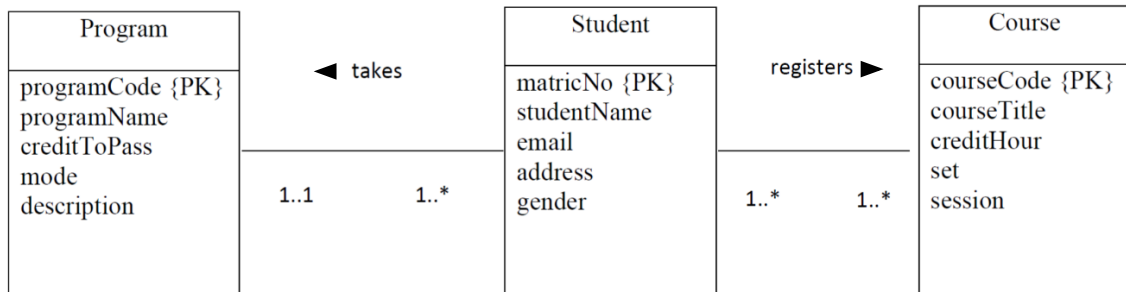 Program
programCode {PK}
programName
creditToPass
mode
description
◄ takes
1..1
1..*
Student
matricNo {PK}
studentName
email
address
gender
registers ►
1..*
1..*
Course
courseCode {PK}
courseTitle
creditHour
set
session